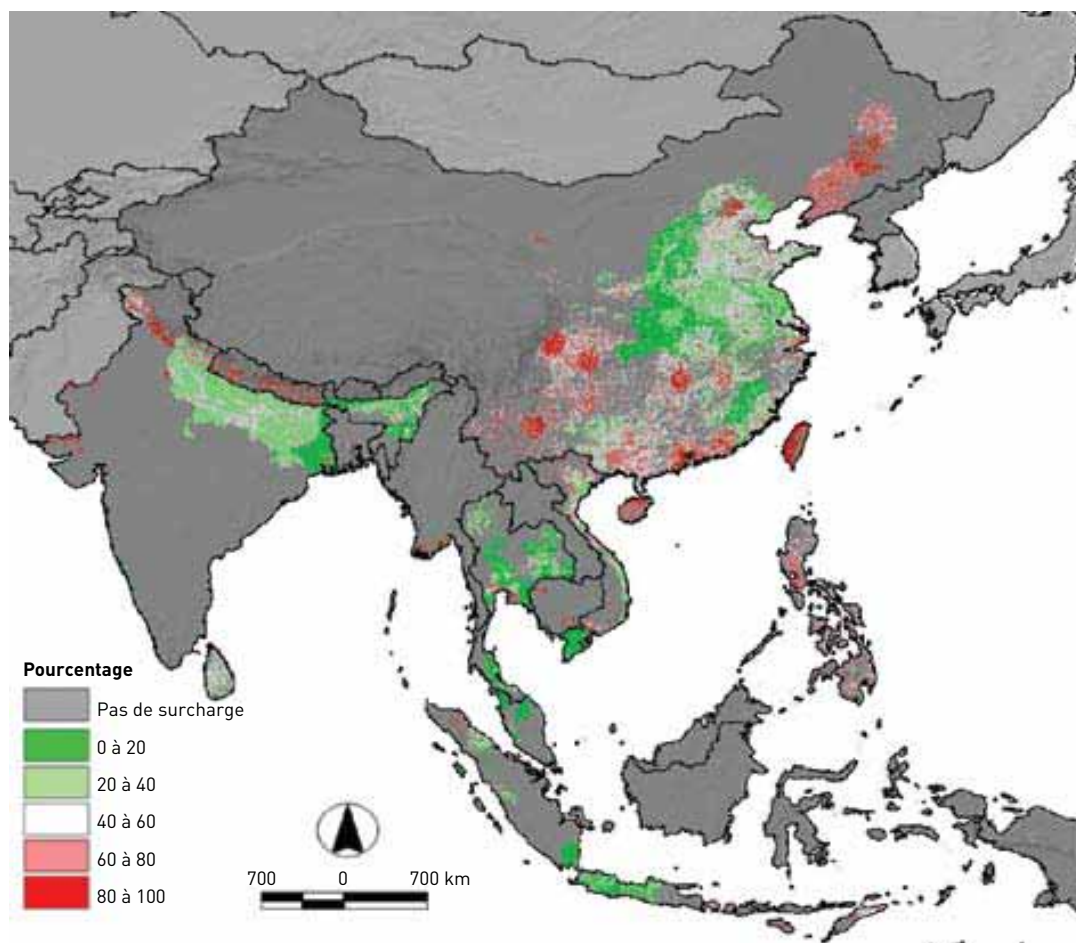 Pourcentage
Pas de surcharge
0 à 20
20 à 40
40 à 60
60 à 80
80 à 100
700 0 700 km